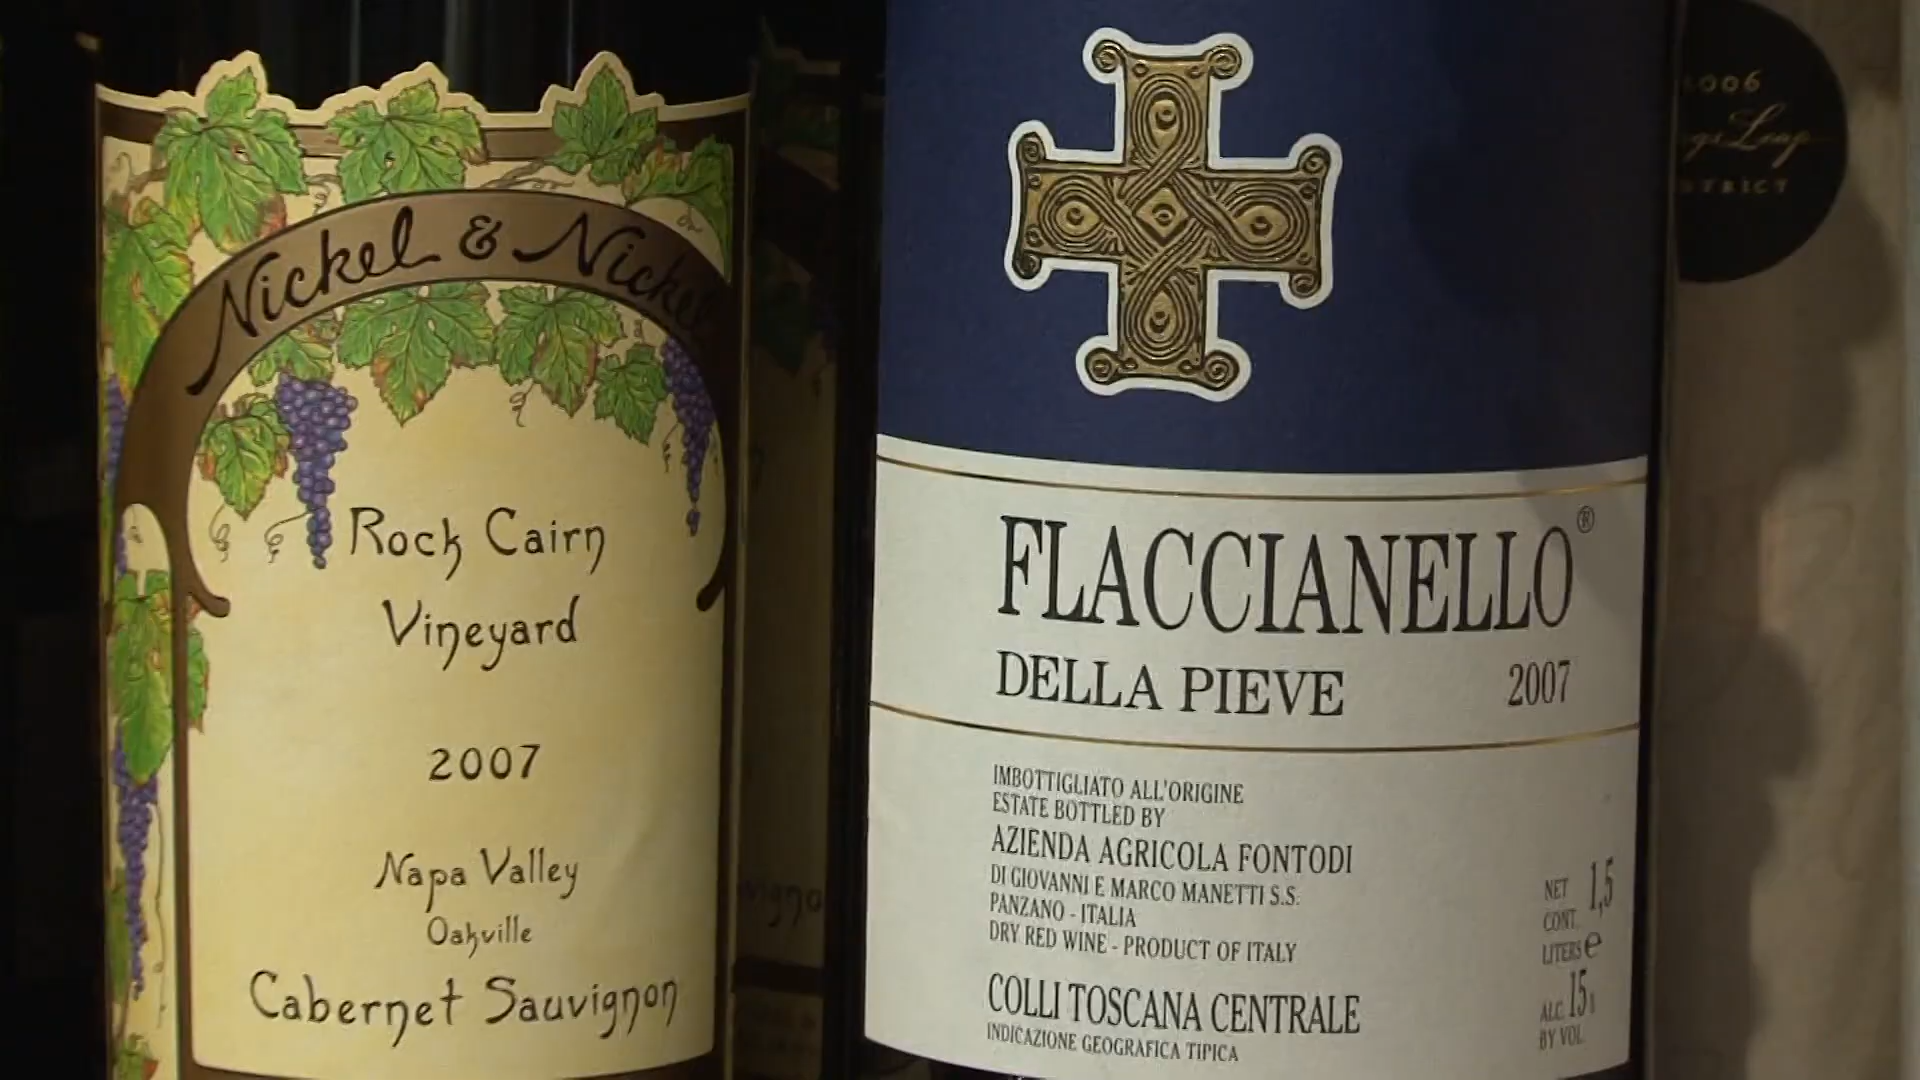 Nickel & Nickel
Rock Cairn
Vineyard
2007
Napa Valley
Oakville
Cabernet Sauvignon
FLACCIANELLO®
DELLA PIEVE 2007
IMBOTTIGLIATO ALL'ORIGINE
ESTATE BOTTLED BY
AZIENDA AGRICOLA FONTODI
DI GIOVANNI E MARCO MANETTI S.S.
PANZANO - ITALIA
DRY RED WINE - PRODUCT OF ITALY
COLLI TOSCANA CENTRALE
INDICAZIONE GEOGRAFICA TIPICA
NET
CONT. 1,5
LITERS e
ALC. 15%
BY VOL.
Leap